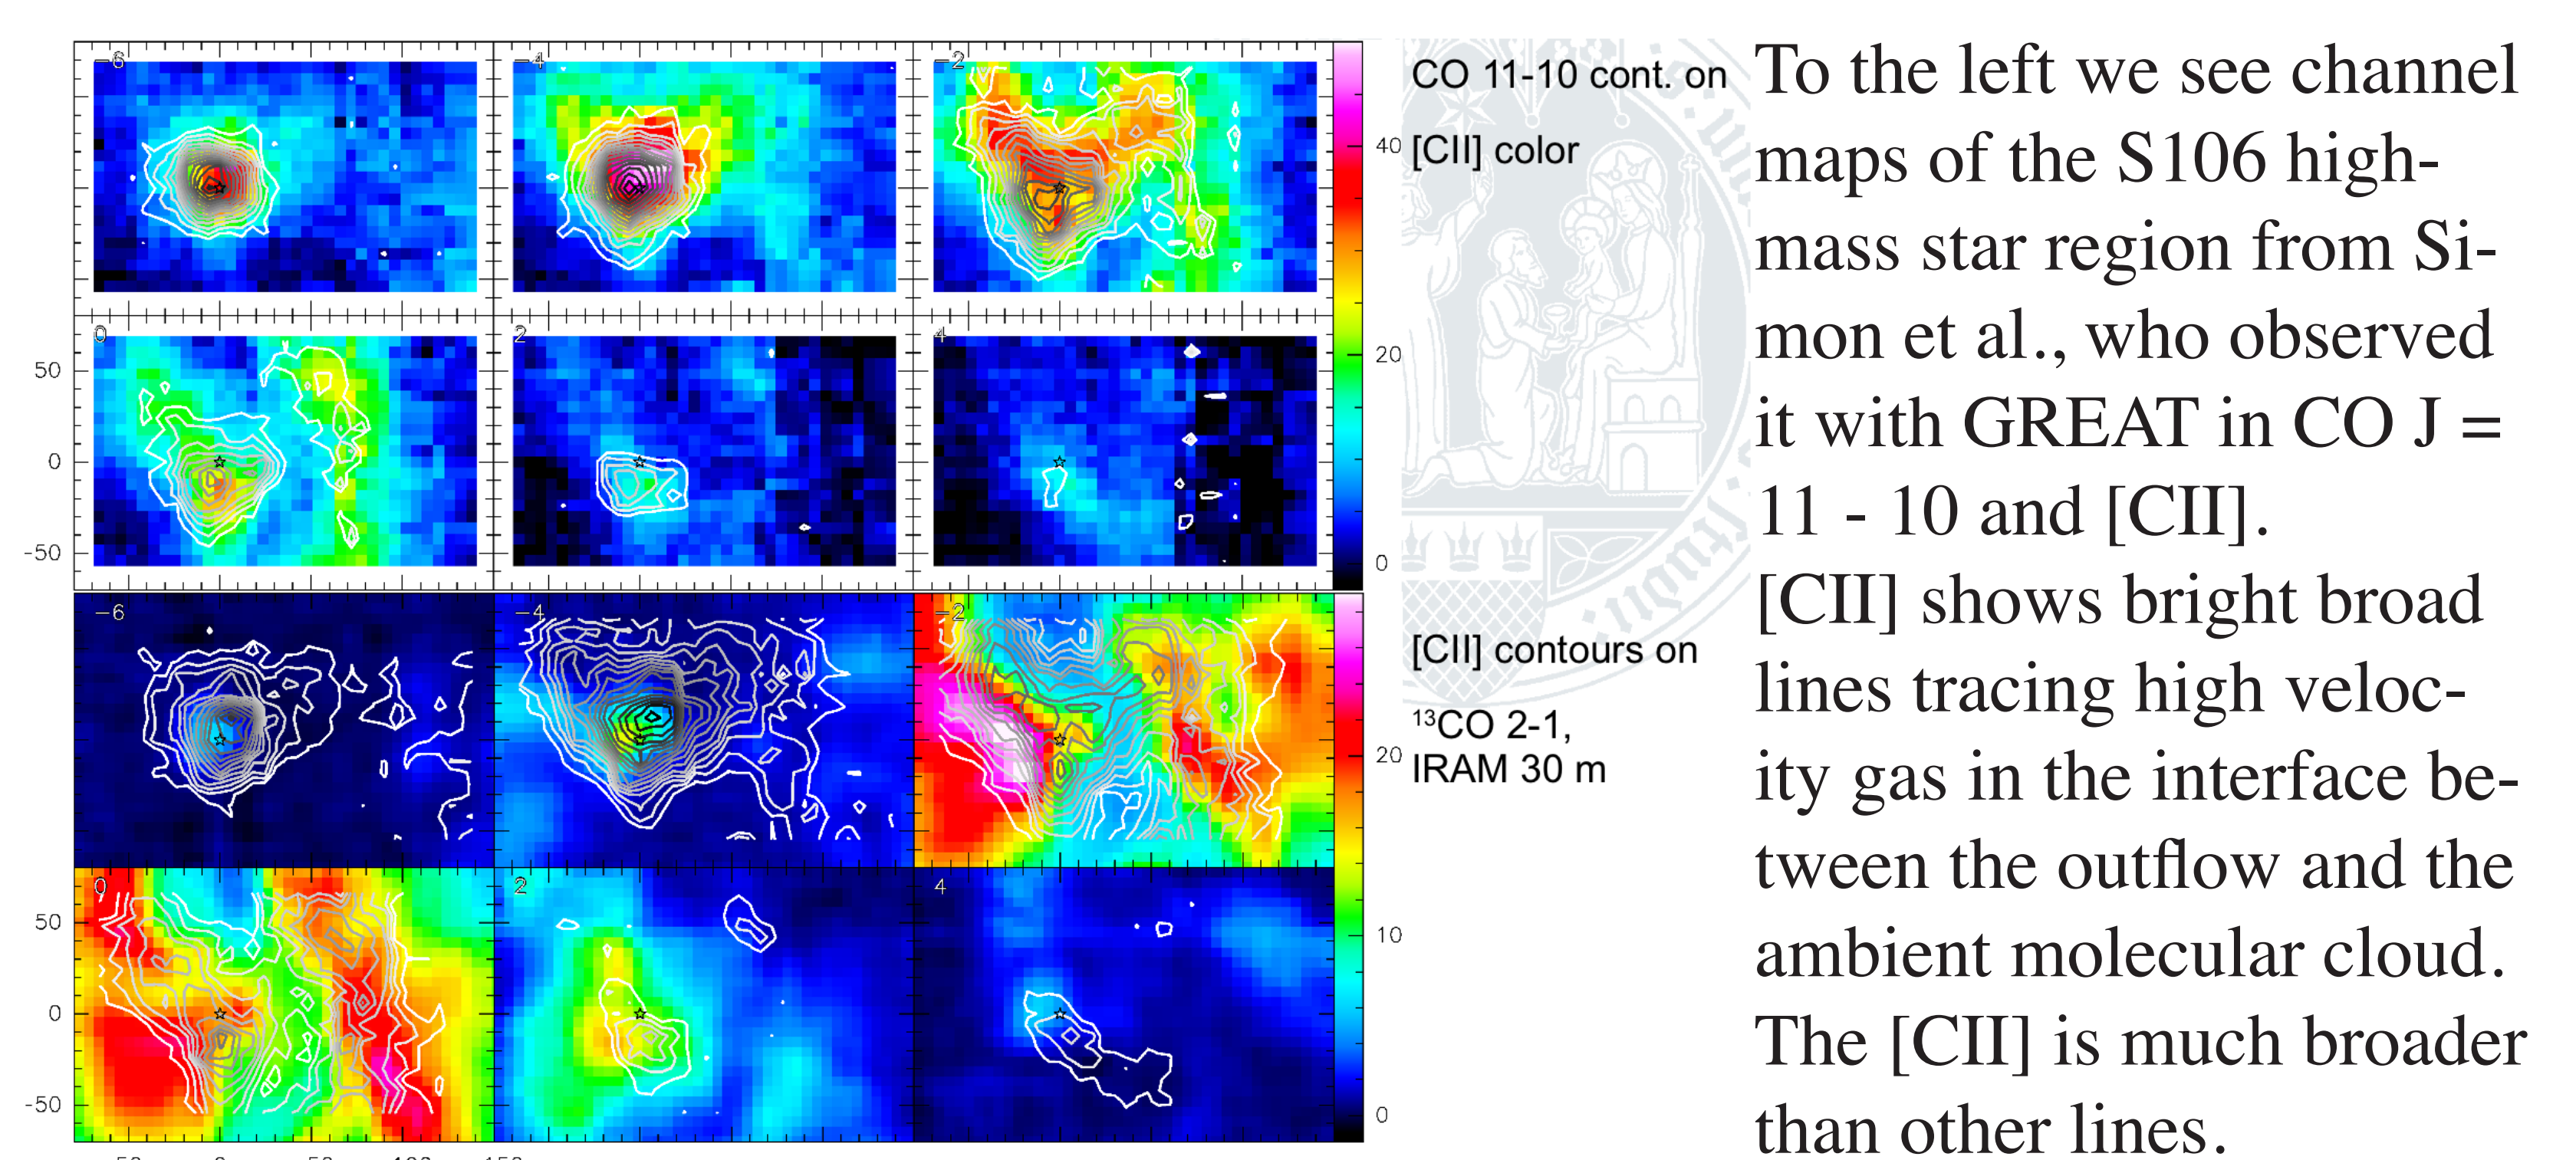 −6
−4
−2
0
2
4
50
0
-50
40
20
0
CO 11-10 cont. on
[CII] color
−6
−4
−2
0
2
4
50
0
-50
20
10
0
[CII] contours on
¹³CO 2-1,
IRAM 30 m
To the left we see channel
maps of the S106 high-
mass star region from Si-
mon et al., who observed
it with GREAT in CO J =
11 - 10 and [CII].
[CII] shows bright broad
lines tracing high veloc-
ity gas in the interface be-
tween the outflow and the
ambient molecular cloud.
The [CII] is much broader
than other lines.